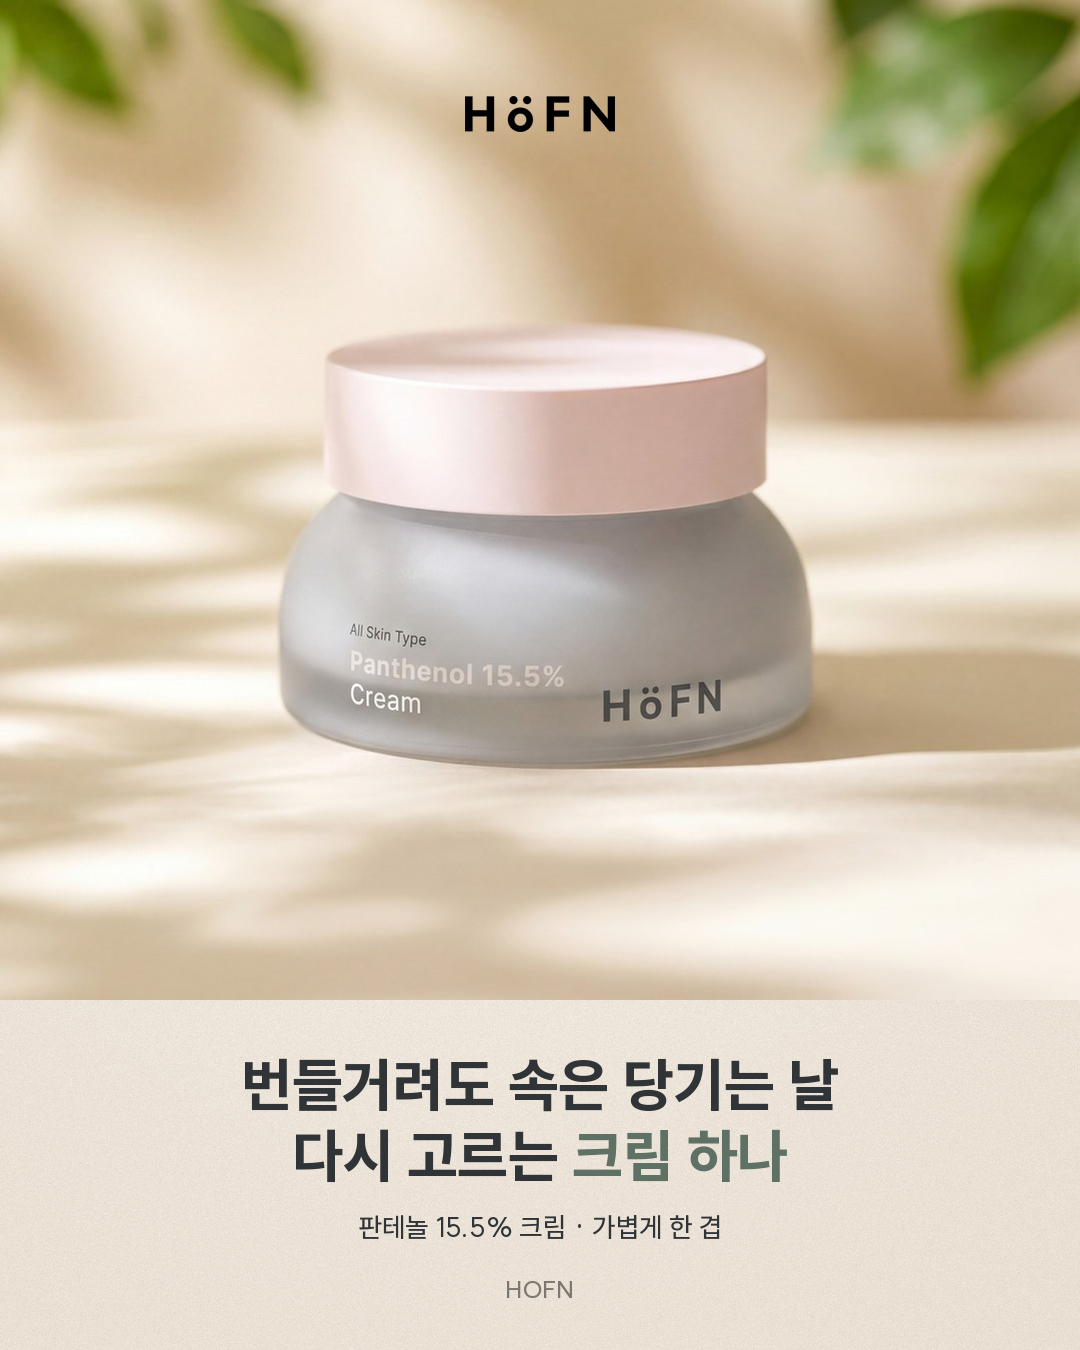 HöFN
All Skin Type
Panthenol 15.5%
Cream
HöFN
번들거려도 속은 당기는 날
다시 고르는 크림 하나
판테놀 15.5% 크림 · 가볍게 한 겹
HOFN